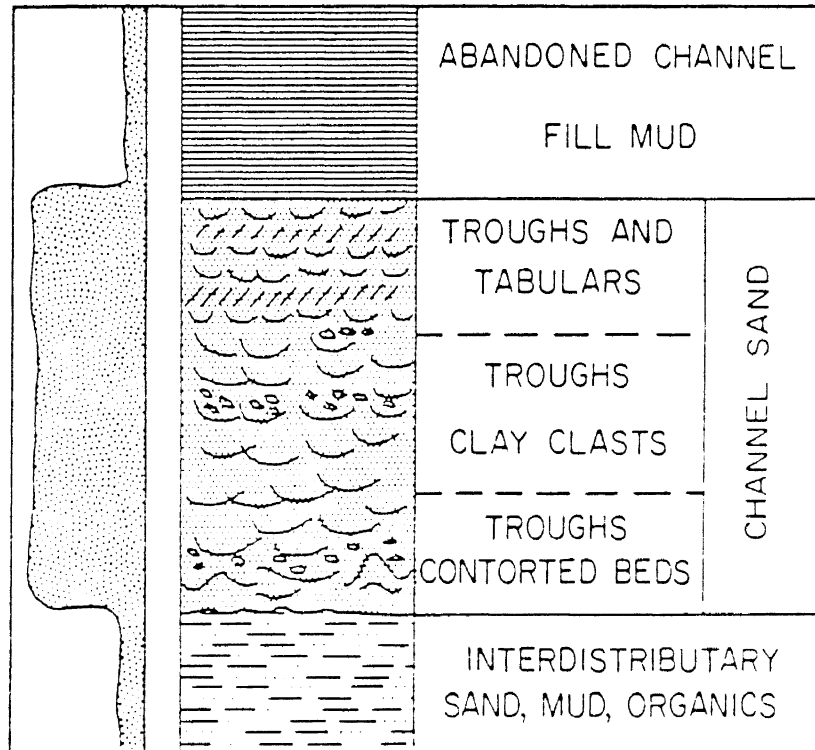 ABANDONED CHANNEL
FILL MUD
TROUGHS AND
TABULARS
TROUGHS
CLAY CLASTS
TROUGHS
CONTORTED BEDS
CHANNEL SAND
INTERDISTRIBUTARY
SAND, MUD, ORGANICS